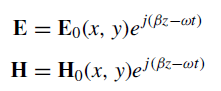 E = E₀(x, y)e^{j(βz−ωt)}
H = H₀(x, y)e^{j(βz−ωt)}